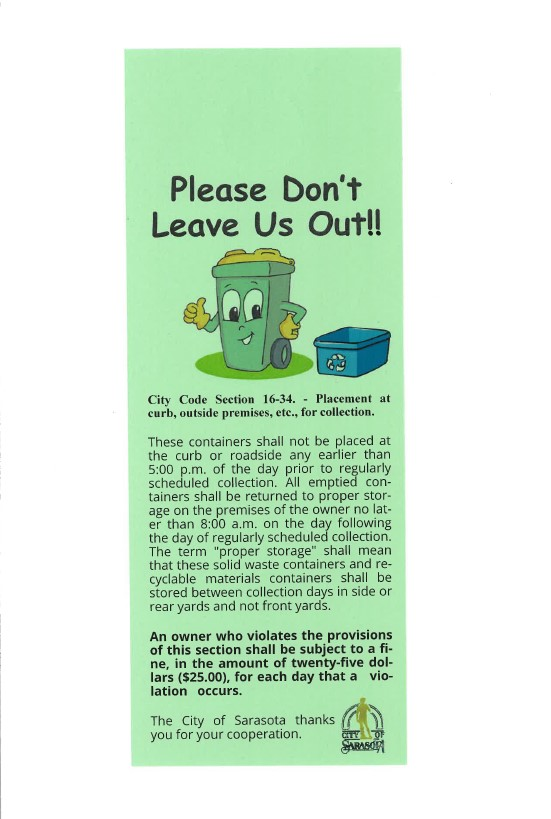 Please Don't
Leave Us Out!!
City Code Section 16-34. - Placement at
curb, outside premises, etc., for collection.
These containers shall not be placed at
the curb or roadside any earlier than
5:00 p.m. of the day prior to regularly
scheduled collection. All emptied con-
tainers shall be returned to proper stor-
age on the premises of the owner no lat-
er than 8:00 a.m. on the day following
the day of regularly scheduled collection.
The term "proper storage" shall mean
that these solid waste containers and re-
cyclable materials containers shall be
stored between collection days in side or
rear yards and not front yards.
An owner who violates the provisions
of this section shall be subject to a fi-
ne, in the amount of twenty-five dol-
lars ($25.00), for each day that a vio-
lation occurs.
The City of Sarasota thanks
you for your cooperation.
CITY OF
SARASOTA